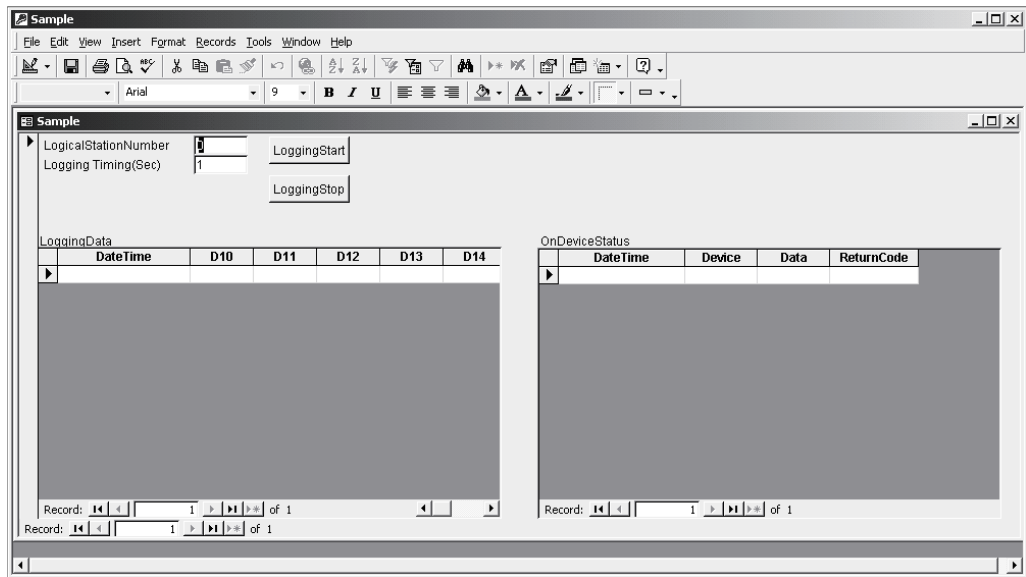 Sample
File Edit View Insert Format Records Tools Window Help
Arial 9 B I U A
Sample
LogicalStationNumber
LoggingStart
Logging Timing(Sec) 1
LoggingStop
LoggingData
DateTime D10 D11 D12 D13 D14
Record: 1 of 1
OnDeviceStatus
DateTime Device Data ReturnCode
Record: 1 of 1
Record: 1 of 1